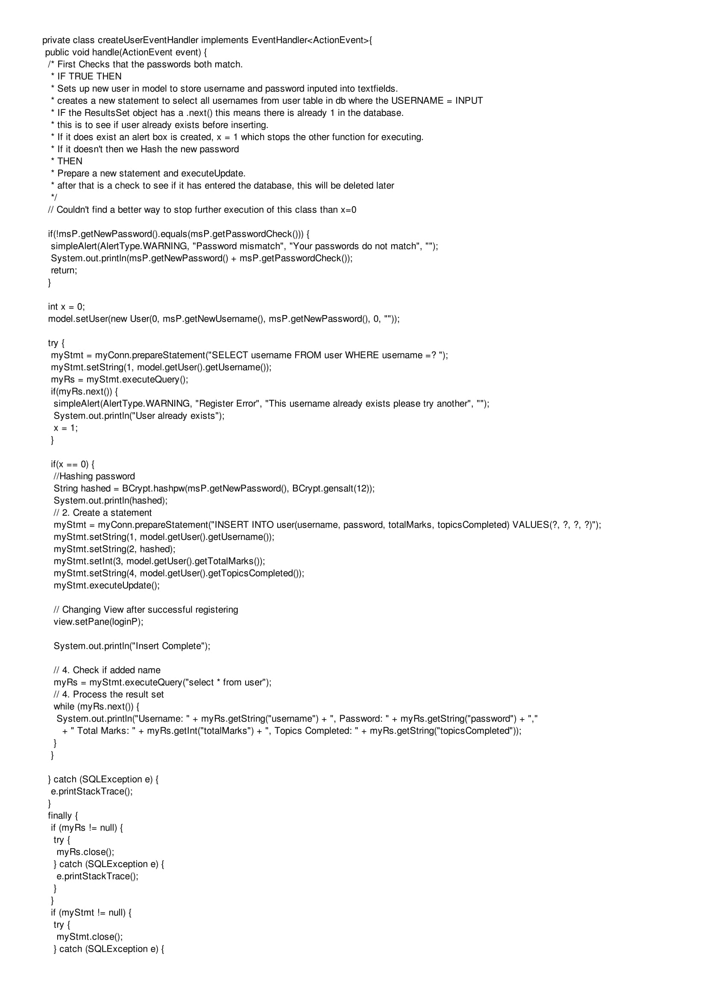 private class createUserEventHandler implements EventHandler<ActionEvent>{
public void handle(ActionEvent event) {
/* First Checks that the passwords both match.
* IF TRUE THEN
* Sets up new user in model to store username and password inputed into textfields.
* creates a new statement to select all usernames from user table in db where the USERNAME = INPUT
* IF the ResultsSet object has a .next() this means there is already 1 in the database.
* this is to see if user already exists before inserting.
* If it does exist an alert box is created, x = 1 which stops the other function for executing.
* If it doesn't then we Hash the new password
* THEN
* Prepare a new statement and executeUpdate.
* after that is a check to see if it has entered the database, this will be deleted later
*/
// Couldn't find a better way to stop further execution of this class than x=0
if(!msP.getNewPassword().equals(msP.getPasswordCheck())) {
simpleAlert(AlertType.WARNING, "Password mismatch", "Your passwords do not match", "");
System.out.println(msP.getNewPassword() + msP.getPasswordCheck());
return;
}
int x = 0;
model.setUser(new User(0, msP.getNewUsername(), msP.getNewPassword(), 0, ""));
try {
myStmt = myConn.prepareStatement("SELECT username FROM user WHERE username =? ");
myStmt.setString(1, model.getUser().getUsername());
myRs = myStmt.executeQuery();
if(myRs.next()) {
simpleAlert(AlertType.WARNING, "Register Error", "This username already exists please try another", "");
System.out.println("User already exists");
x = 1;
}
if(x == 0) {
//Hashing password
String hashed = BCrypt.hashpw(msP.getNewPassword(), BCrypt.gensalt(12));
System.out.println(hashed);
// 2. Create a statement
myStmt = myConn.prepareStatement("INSERT INTO user(username, password, totalMarks, topicsCompleted) VALUES(?, ?, ?, ?)");
myStmt.setString(1, model.getUser().getUsername());
myStmt.setString(2, hashed);
myStmt.setInt(3, model.getUser().getTotalMarks());
myStmt.setString(4, model.getUser().getTopicsCompleted());
myStmt.executeUpdate();
// Changing View after successful registering
view.setPane(loginP);
System.out.println("Insert Complete");
// 4. Check if added name
myRs = myStmt.executeQuery("select * from user");
// 4. Process the result set
while (myRs.next()) {
System.out.println("Username: " + myRs.getString("username") + ", Password: " + myRs.getString("password") + ","
+ " Total Marks: " + myRs.getInt("totalMarks") + ", Topics Completed: " + myRs.getString("topicsCompleted"));
}
}
} catch (SQLException e) {
e.printStackTrace();
}
finally {
if (myRs != null) {
try {
myRs.close();
} catch (SQLException e) {
e.printStackTrace();
}
}
if (myStmt != null) {
try {
myStmt.close();
} catch (SQLException e) {